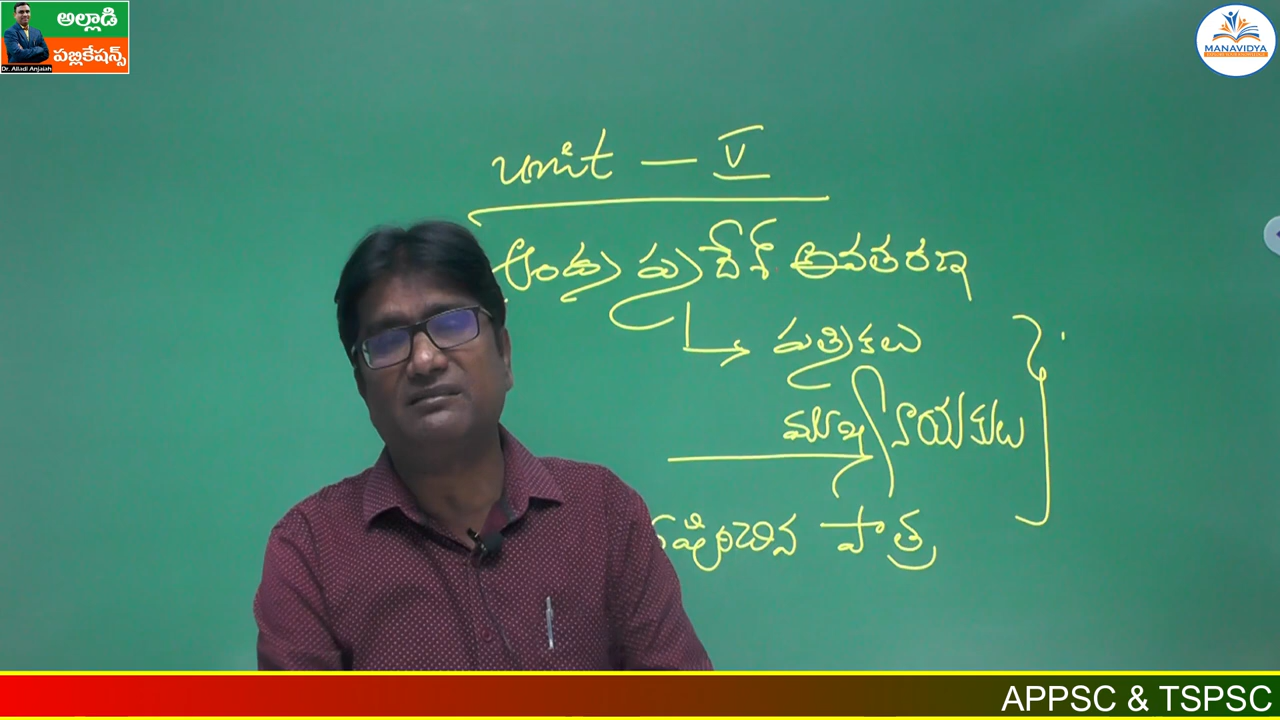 అల్లాడి
పబ్లికేషన్స్
Dr. Alladi Anjaiah
MANAVIDYA
unit - V
ఆంధ్ర ప్రదేశ్ అవతరణ
పత్రికలు
ముఖ్య నాయకులు
పోషించిన పాత్ర
APPSC & TSPSC